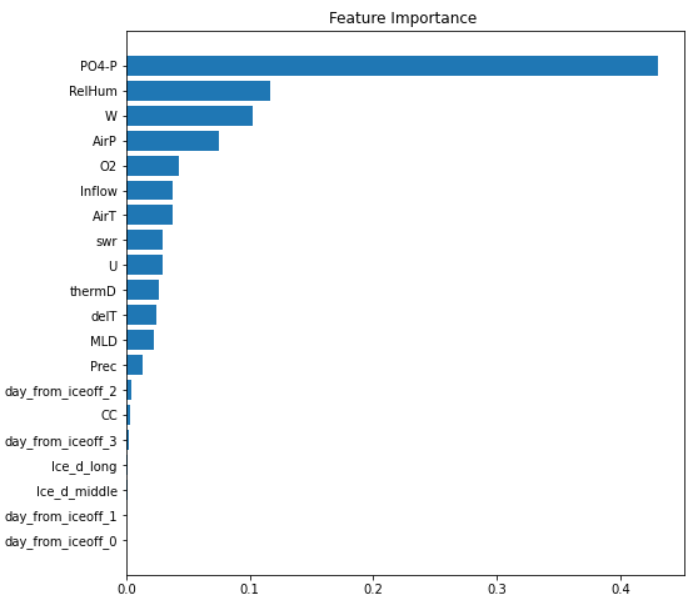 Feature Importance
PO4-P
RelHum
W
AirP
O2
Inflow
AirT
swr
U
thermD
delT
MLD
Prec
day_from_iceoff_2
CC
day_from_iceoff_3
Ice_d_long
Ice_d_middle
day_from_iceoff_1
day_from_iceoff_0
0.0 0.1 0.2 0.3 0.4